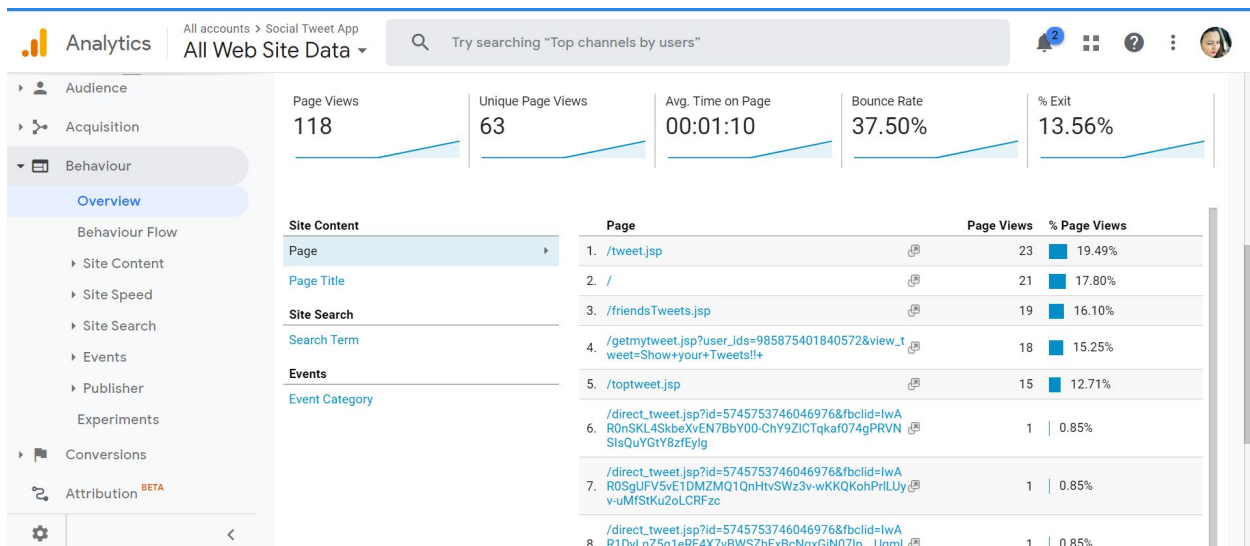 Analytics
All accounts > Social Tweet App
All Web Site Data
Try searching “Top channels by users”
2
Audience
Acquisition
Behaviour
Overview
Behaviour Flow
Site Content
Site Speed
Site Search
Events
Publisher
Experiments
Conversions
Attribution BETA
Page Views
118
Unique Page Views
63
Avg. Time on Page
00:01:10
Bounce Rate
37.50%
% Exit
13.56%
Site Content
Page
Page Title
Site Search
Search Term
Events
Event Category
Page Page Views % Page Views
1. /tweet.jsp 23 19.49%
2. / 21 17.80%
3. /friendsTweets.jsp 19 16.10%
4. /getmytweet.jsp?user_ids=985875401840572&view_t
weet=Show+your+Tweets!!+ 18 15.25%
5. /toptweet.jsp 15 12.71%
/direct_tweet.jsp?id=5745753746046976&fbclid=IwA
6. R0nSKL4SkbeXvEN7BbY00-ChY9ZlCTqkaf074gPRVN 1 0.85%
SIsQuYGtY8zfEylg
/direct_tweet.jsp?id=5745753746046976&fbclid=IwA
7. R0SgUFV5vE1DMZMQ1QnHtvSWz3v-wKKQKohPrILUy 1 0.85%
v-uMfStKu2oLCRFzc
/direct_tweet.jsp?id=5745753746046976&fbclid=IwA
8. 1 0.85%